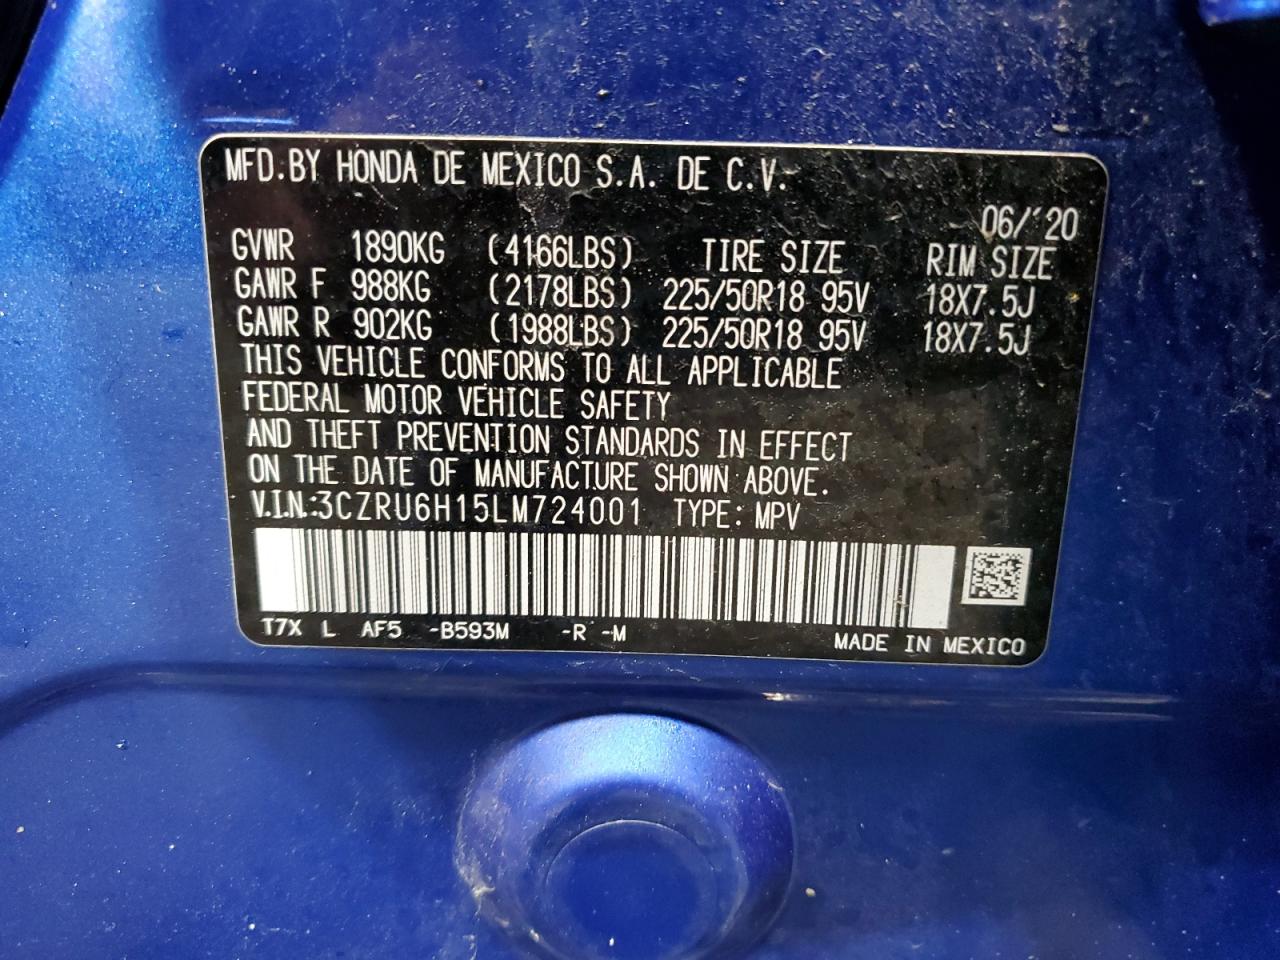 MFD.BY HONDA DE MEXICO S.A. DE C.V.
06/'20
GVWR 1890KG (4166LBS) TIRE SIZE RIM SIZE
GAWR F 988KG (2178LBS) 225/50R18 95V 18X7.5J
GAWR R 902KG (1988LBS) 225/50R18 95V 18X7.5J
THIS VEHICLE CONFORMS TO ALL APPLICABLE
FEDERAL MOTOR VEHICLE SAFETY
AND THEFT PREVENTION STANDARDS IN EFFECT
ON THE DATE OF MANUFACTURE SHOWN ABOVE.
V.I.N.:3CZRU6H15LM724001 TYPE: MPV
T7X L AF5 -B593M -R -M MADE IN MEXICO